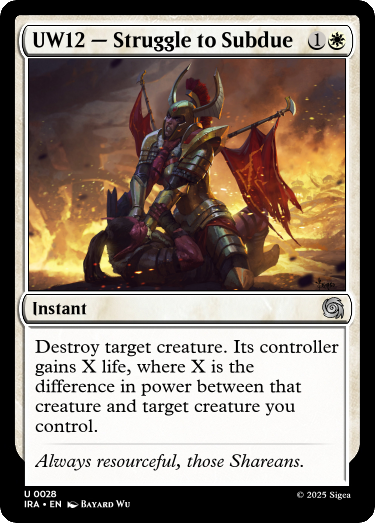 UW12 — Struggle to Subdue 1
Instant
Destroy target creature. Its controller
gains X life, where X is the
difference in power between that
creature and target creature you
control.
Always resourceful, those Shareans.
U 0028
IRA • EN Bayard Wu
© 2025 Sigea